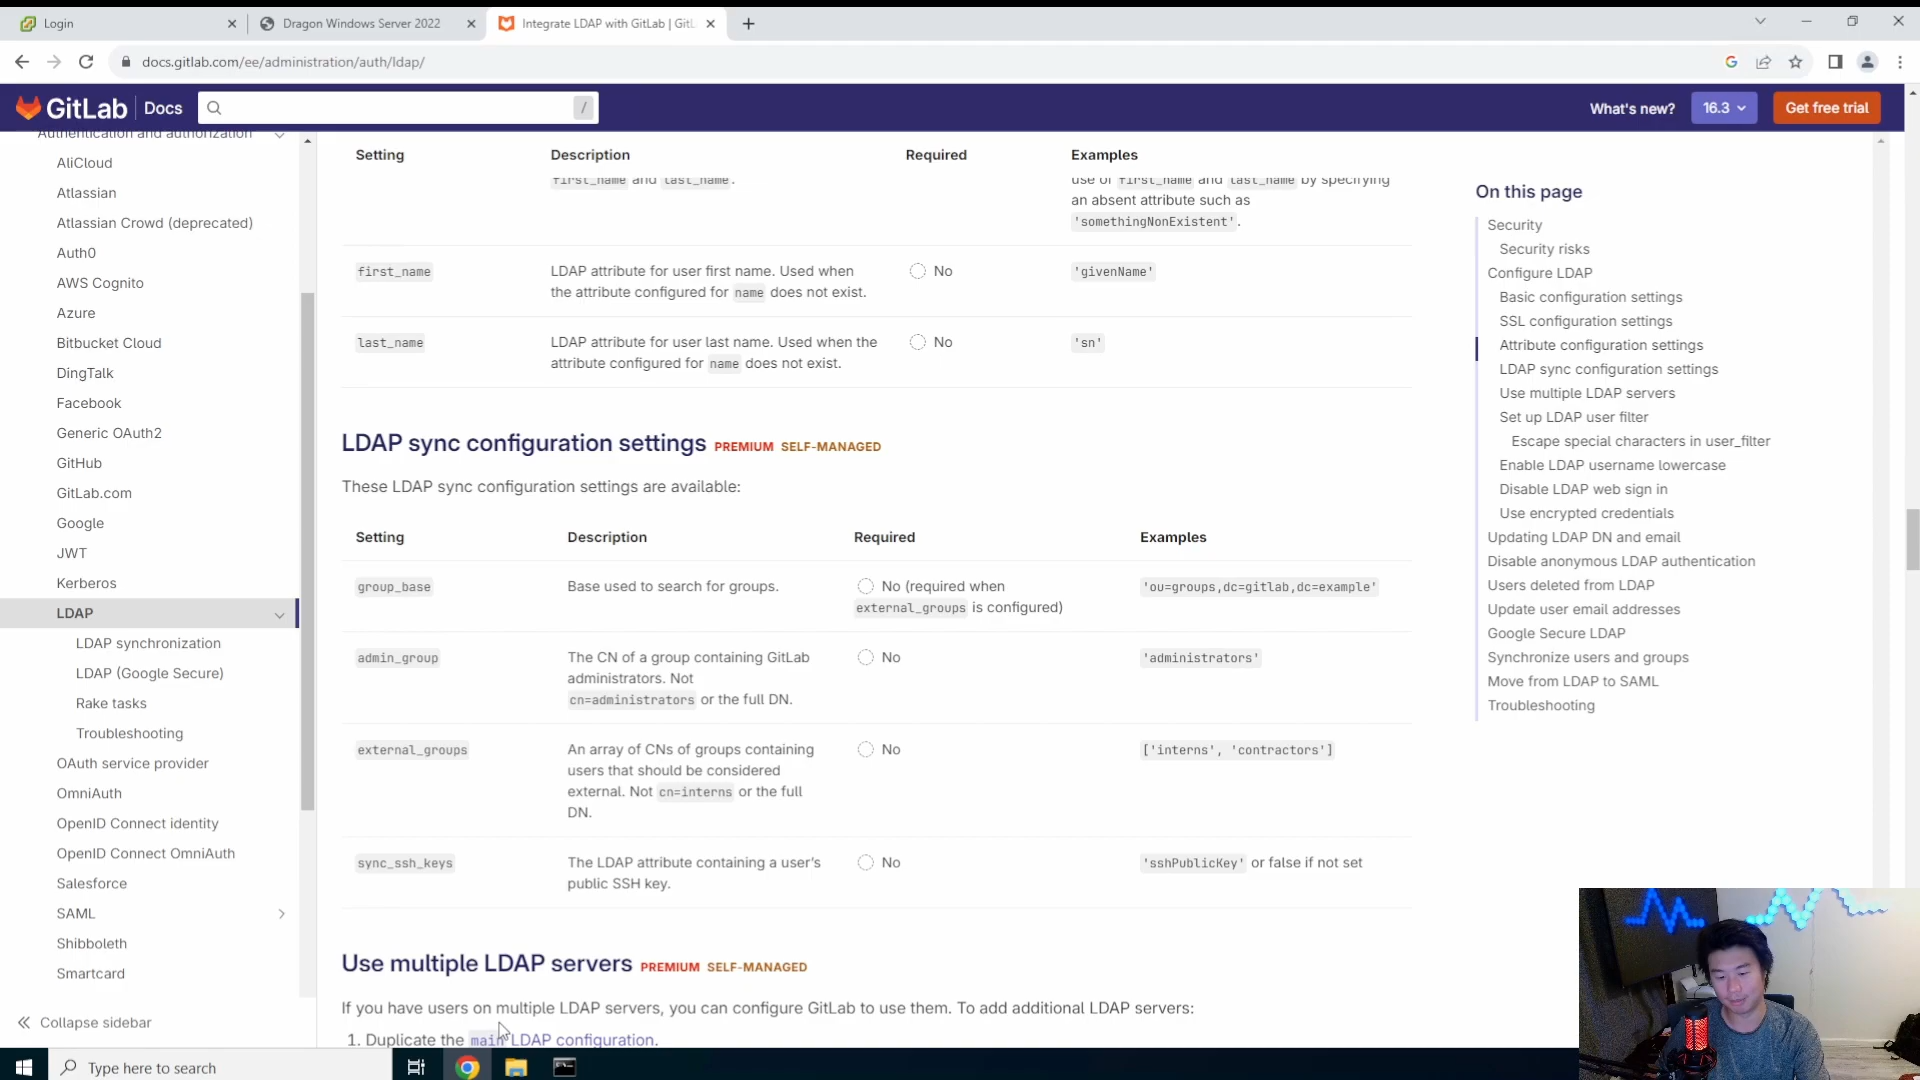 Login
Dragon Windows Server 2022
Integrate LDAP with GitLab | GitL
docs.gitlab.com/ee/administration/auth/ldap/
GitLab Docs
/
What's new?
16.3
Get free trial
Authentication and authorization
AliCloud
Atlassian
Atlassian Crowd (deprecated)
Auth0
AWS Cognito
Azure
Bitbucket Cloud
DingTalk
Facebook
Generic OAuth2
GitHub
GitLab.com
Google
JWT
Kerberos
LDAP
LDAP synchronization
LDAP (Google Secure)
Rake tasks
Troubleshooting
OAuth service provider
OmniAuth
OpenID Connect identity
OpenID Connect OmniAuth
Salesforce
SAML
Shibboleth
Smartcard
Collapse sidebar
Setting Description Required Examples
first_name and last_name.
use of first_name and last_name by specifying
an absent attribute such as
'somethingNonExistent'.
first_name
LDAP attribute for user first name. Used when
the attribute configured for name does not exist.
No
'givenName'
last_name
LDAP attribute for user last name. Used when the
attribute configured for name does not exist.
No
'sn'
LDAP sync configuration settings PREMIUM SELF-MANAGED
These LDAP sync configuration settings are available:
Setting Description Required Examples
group_base
Base used to search for groups.
No (required when
external_groups is configured)
'ou=groups,dc=gitlab,dc=example'
admin_group
The CN of a group containing GitLab
administrators. Not
cn=administrators or the full DN.
No
'administrators'
external_groups
An array of CNs of groups containing
users that should be considered
external. Not cn=interns or the full
DN.
No
['interns', 'contractors']
sync_ssh_keys
The LDAP attribute containing a user's
public SSH key.
No
'sshPublicKey' or false if not set
Use multiple LDAP servers PREMIUM SELF-MANAGED
If you have users on multiple LDAP servers, you can configure GitLab to use them. To add additional LDAP servers:
1. Duplicate the main LDAP configuration.
On this page
Security
Security risks
Configure LDAP
Basic configuration settings
SSL configuration settings
Attribute configuration settings
LDAP sync configuration settings
Use multiple LDAP servers
Set up LDAP user filter
Escape special characters in user_filter
Enable LDAP username lowercase
Disable LDAP web sign in
Use encrypted credentials
Updating LDAP DN and email
Disable anonymous LDAP authentication
Users deleted from LDAP
Update user email addresses
Google Secure LDAP
Synchronize users and groups
Move from LDAP to SAML
Troubleshooting
Type here to search